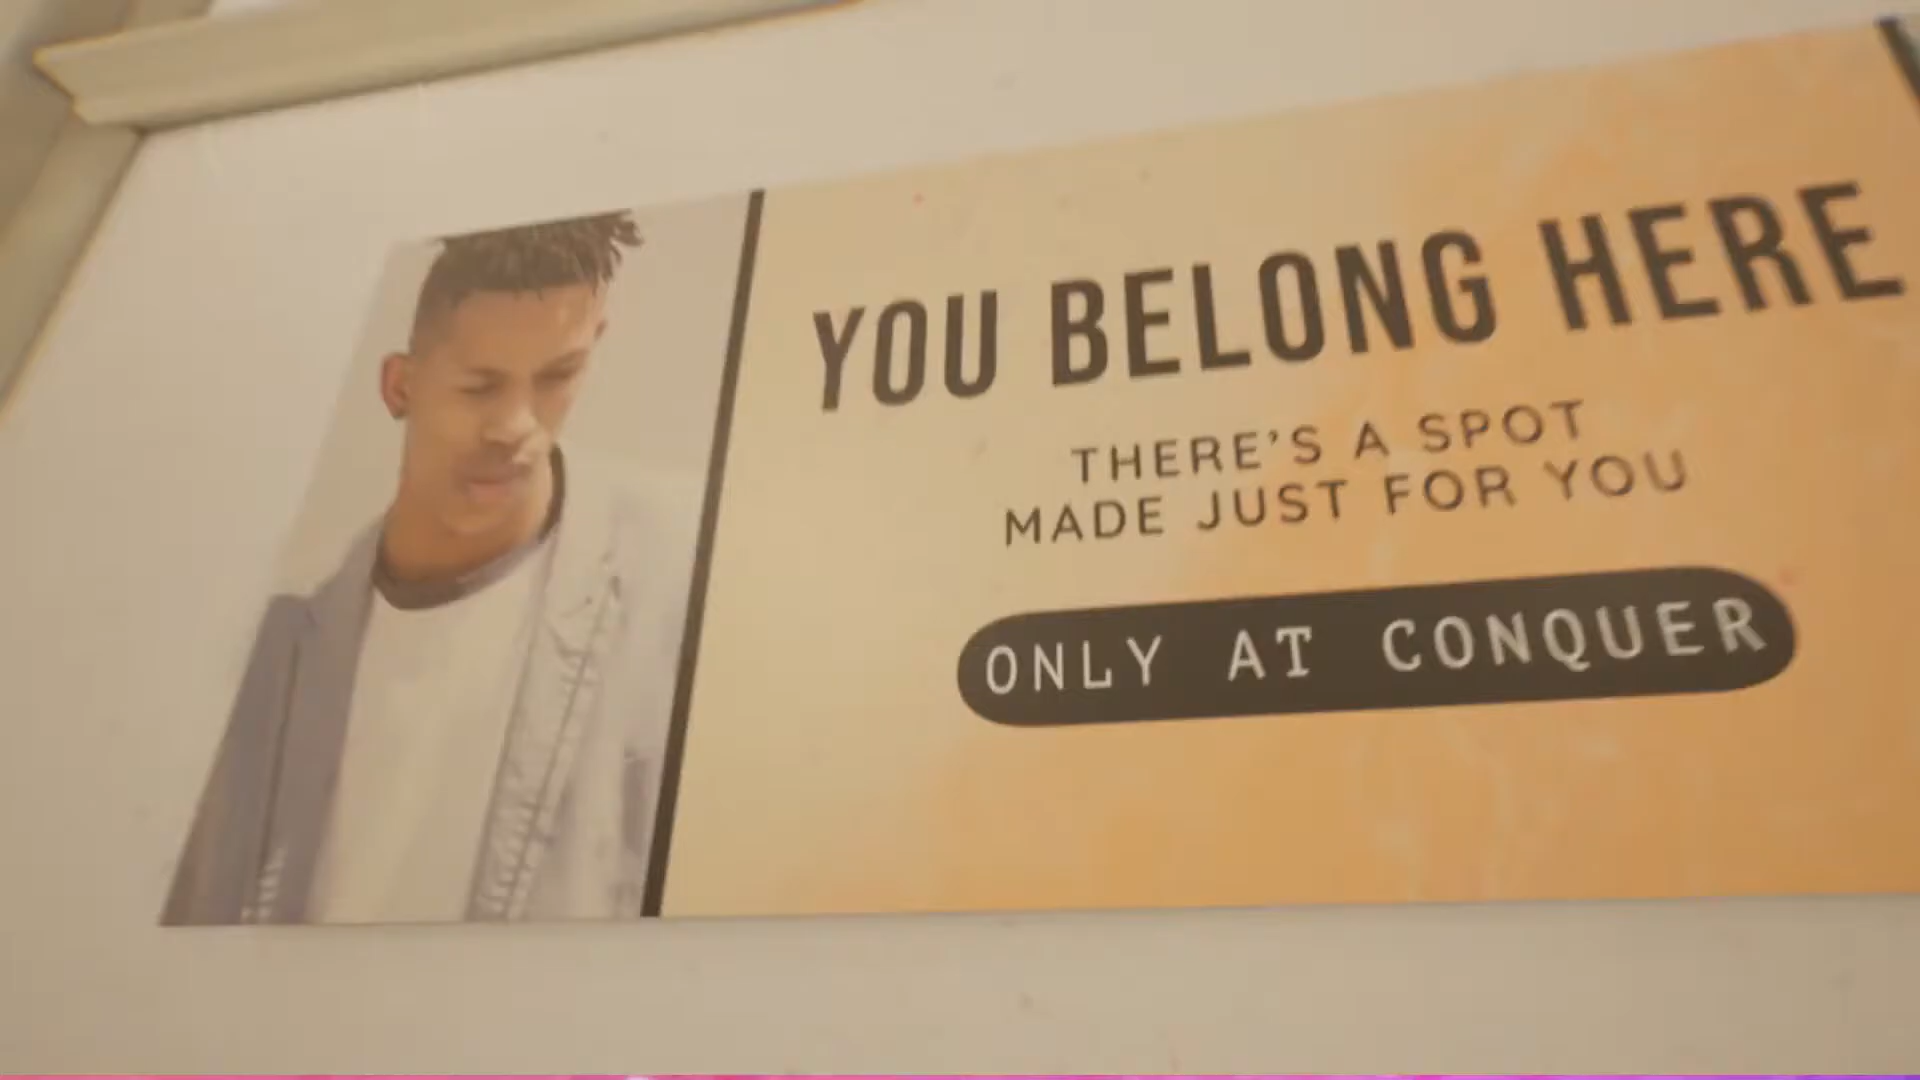 YOU BELONG HERE
THERE'S A SPOT
MADE JUST FOR YOU
ONLY AT CONQUER